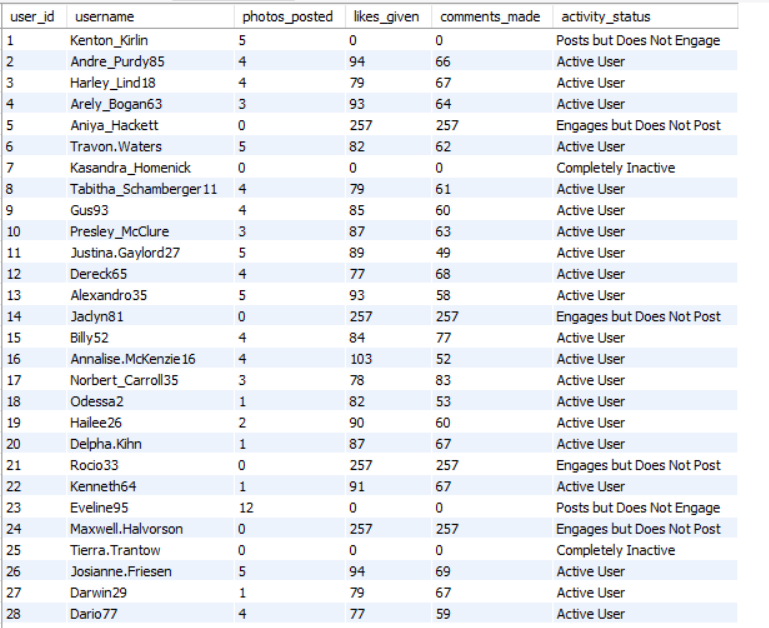 user_id username photos_posted likes_given comments_made activity_status
1 Kenton_Kirlin 5 0 0 Posts but Does Not Engage
2 Andre_Purdy85 4 94 66 Active User
3 Harley_Lind18 4 79 67 Active User
4 Arely_Bogan63 3 93 64 Active User
5 Aniya_Hackett 0 257 257 Engages but Does Not Post
6 Travon.Waters 5 82 62 Active User
7 Kasandra_Homenick 0 0 0 Completely Inactive
8 Tabitha_Schamberger11 4 79 61 Active User
9 Gus93 4 85 60 Active User
10 Presley_McClure 3 87 63 Active User
11 Justina.Gaylord27 5 89 49 Active User
12 Dereck65 4 77 68 Active User
13 Alexandro35 5 93 58 Active User
14 Jaclyn81 0 257 257 Engages but Does Not Post
15 Billy52 4 84 77 Active User
16 Annalise.McKenzie16 4 103 52 Active User
17 Norbert_Carroll35 3 78 83 Active User
18 Odessa2 1 82 53 Active User
19 Hailee26 2 90 60 Active User
20 Delpha.Kihn 1 87 67 Active User
21 Rocio33 0 257 257 Engages but Does Not Post
22 Kenneth64 1 91 67 Active User
23 Eveline95 12 0 0 Posts but Does Not Engage
24 Maxwell.Halvorson 0 257 257 Engages but Does Not Post
25 Tierra.Trantow 0 0 0 Completely Inactive
26 Josianne.Friesen 5 94 69 Active User
27 Darwin29 1 79 67 Active User
28 Dario77 4 77 59 Active User